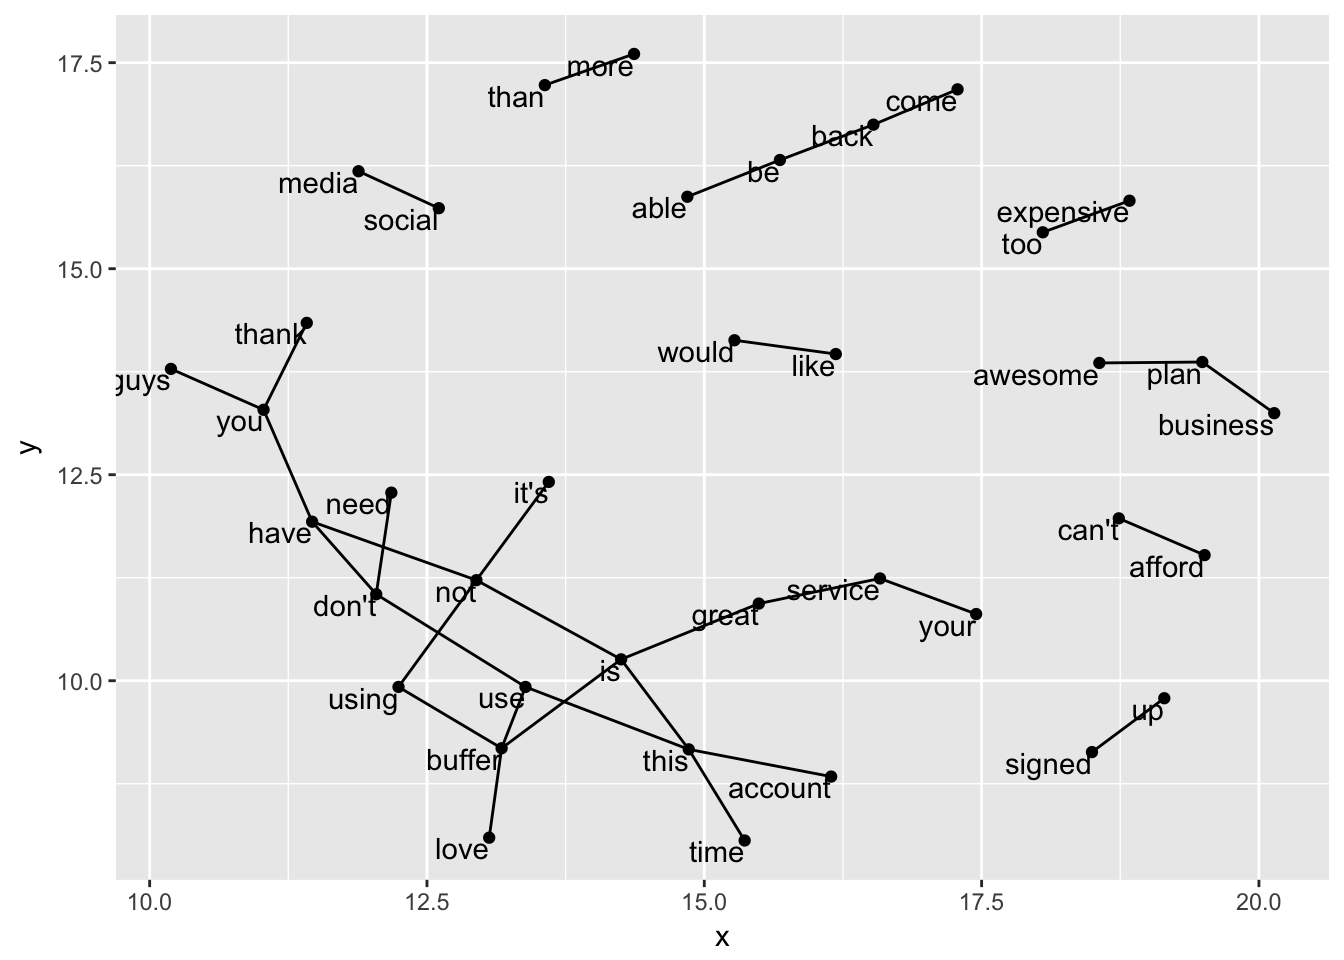 17.5
more
than
come
back
be
able
media
social
expensive
too
15.0
thank
guys
you
would
like
awesome
plan
business
y
12.5
need
it's
have
don't
not
can't
afford
great
service
your
is
10.0
using
use
up
buffer
this
account
signed
love
time
10.0
12.5
15.0
17.5
20.0
x